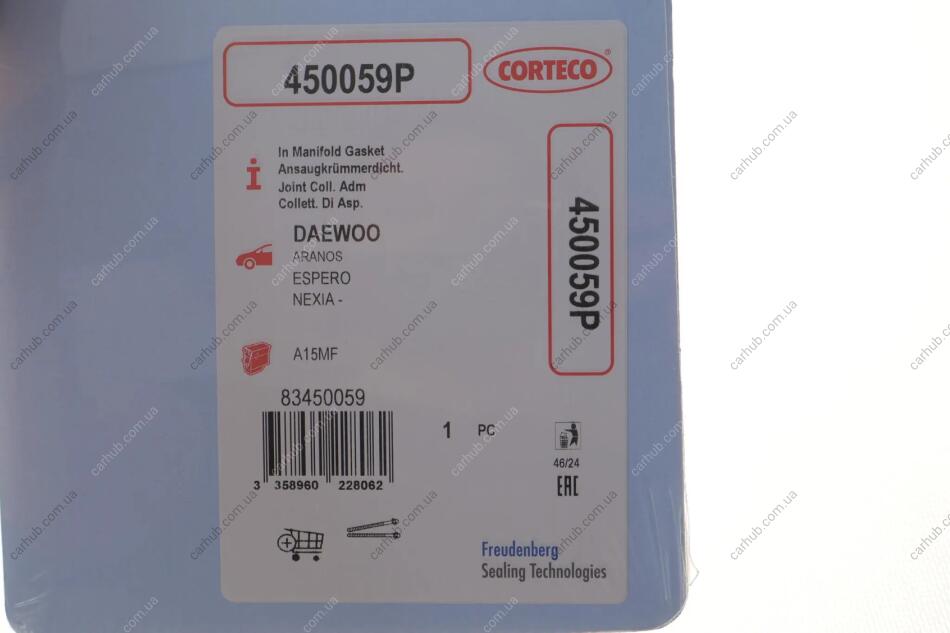 450059P
CORTECO®
In Manifold Gasket
Ansaugkrümmerdicht.
Joint Coll. Adm
Collett. Di Asp.
450059P
DAEWOO
ARANOS
ESPERO
NEXIA -
A15MF
83450059
3 358960 228062
1 PC
46/24
EAC
Freudenberg
Sealing Technologies
carhub.com.ua